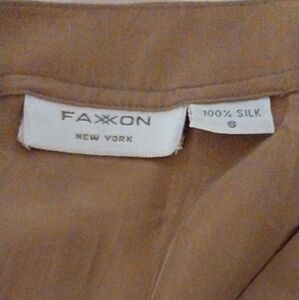 FAXXON
NEW YORK
100% SILK
S